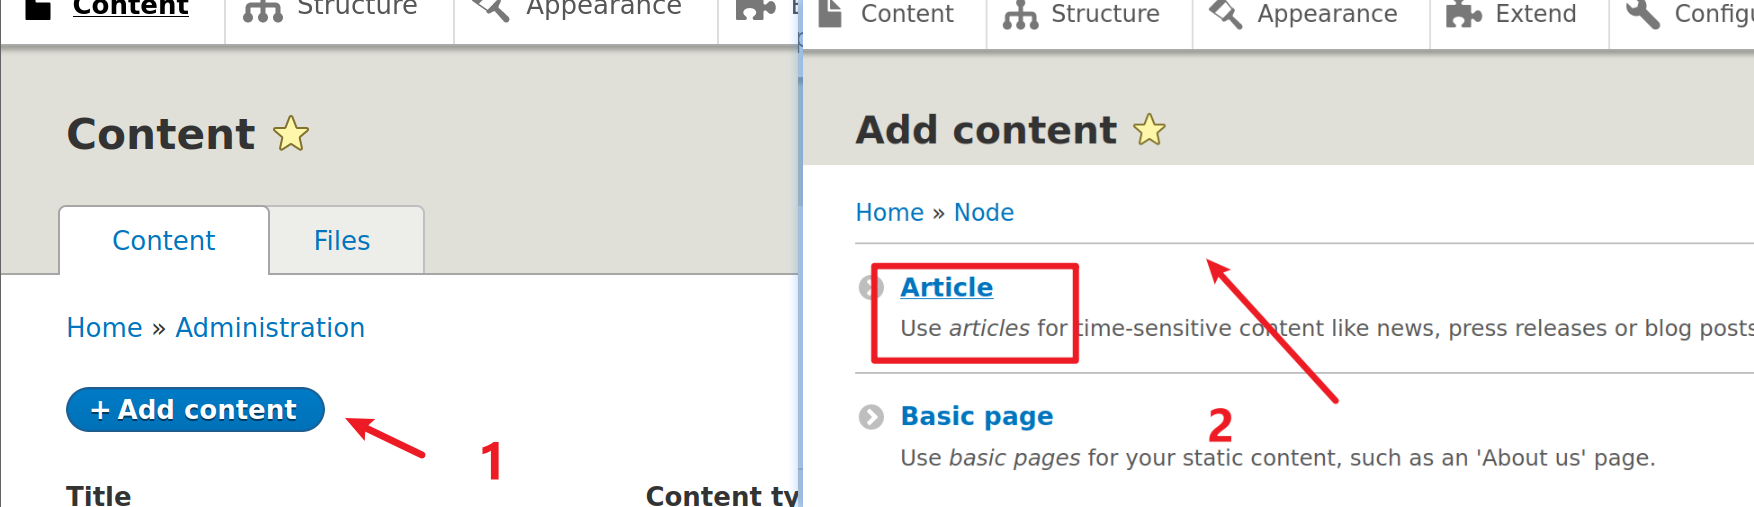 Content Structure Appearance
Content ☆
Content Files
Home » Administration
+ Add content
1
Title Content ty
Content Structure Appearance Extend Configu
Add content ☆
Home » Node
Article
Use articles for time-sensitive content like news, press releases or blog posts
Basic page
2
Use basic pages for your static content, such as an 'About us' page.